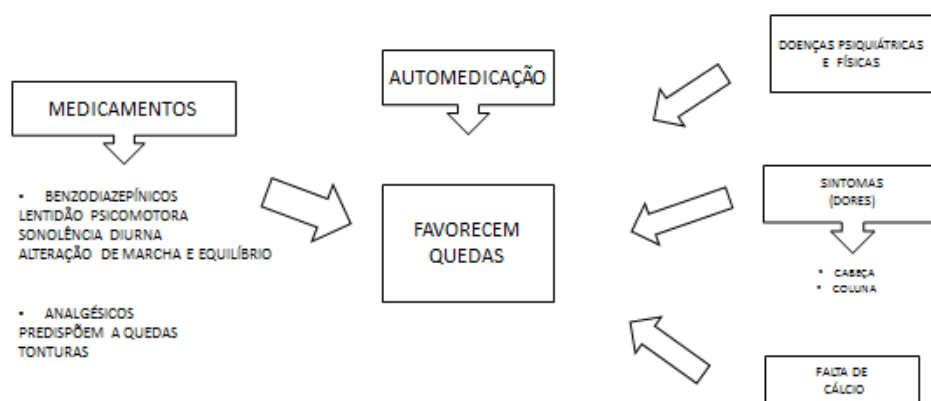 MEDICAMENTOS
▪ BENZODIAZEPÍNICOS
LENTIDÃO PSICOMOTORA
SONOLÊNCIA DIURNA
ALTERAÇÃO DE MARCHA E EQUILÍBRIO
▪ ANALGÉSICOS
PREDISPÕEM A QUEDAS
TONTURAS
AUTOMEDICAÇÃO
FAVORECEM
QUEDAS
DOENÇAS PSIQUIÁTRICAS
E FÍSICAS
SINTOMAS
(DORES)
▪ CABEÇA
▪ COLUNA
FALTA DE
CÁLCIO